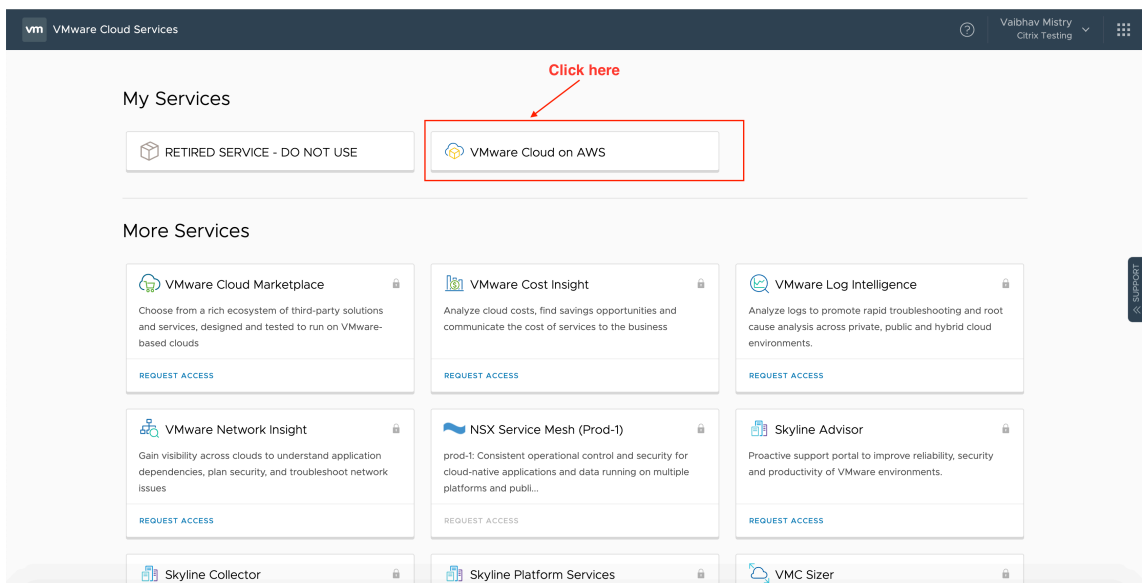 vm VMware Cloud Services
Vaibhav Mistry
Citrix Testing
Click here
My Services
RETIRED SERVICE - DO NOT USE
VMware Cloud on AWS
More Services
VMware Cloud Marketplace
Choose from a rich ecosystem of third-party solutions
and services, designed and tested to run on VMware-
based clouds
REQUEST ACCESS
VMware Cost Insight
Analyze cloud costs, find savings opportunities and
communicate the cost of services to the business
REQUEST ACCESS
VMware Log Intelligence
Analyze logs to promote rapid troubleshooting and root
cause analysis across private, public and hybrid cloud
environments.
REQUEST ACCESS
VMware Network Insight
Gain visibility across clouds to understand application
dependencies, plan security, and troubleshoot network
issues
REQUEST ACCESS
NSX Service Mesh (Prod-1)
prod-1: Consistent operational control and security for
cloud-native applications and data running on multiple
platforms and publi...
REQUEST ACCESS
Skyline Advisor
Proactive support portal to improve reliability, security
and productivity of VMware environments.
REQUEST ACCESS
Skyline Collector
Skyline Platform Services
VMC Sizer
« SUPPORT